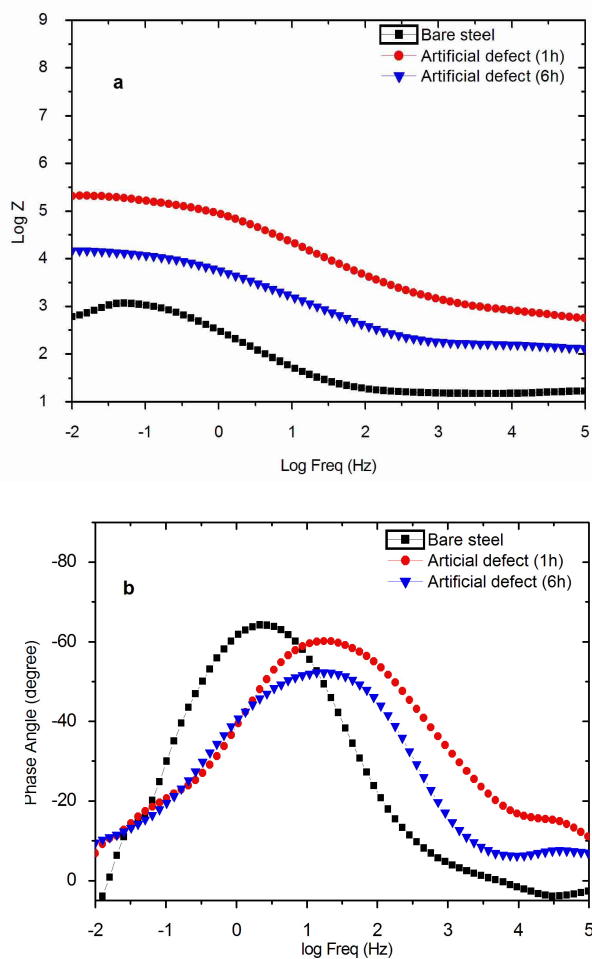 9
8
7
6
5
4
3
2
1
Log Z
a
Bare steel
Artificial defect (1h)
Artificial defect (6h)
-2 -1 0 1 2 3 4 5
Log Freq (Hz)
-80
-60
-40
-20
0
Phase Angle (degree)
b
Bare steel
Articial defect (1h)
Artificial defect (6h)
-2 -1 0 1 2 3 4 5
log Freq (Hz)